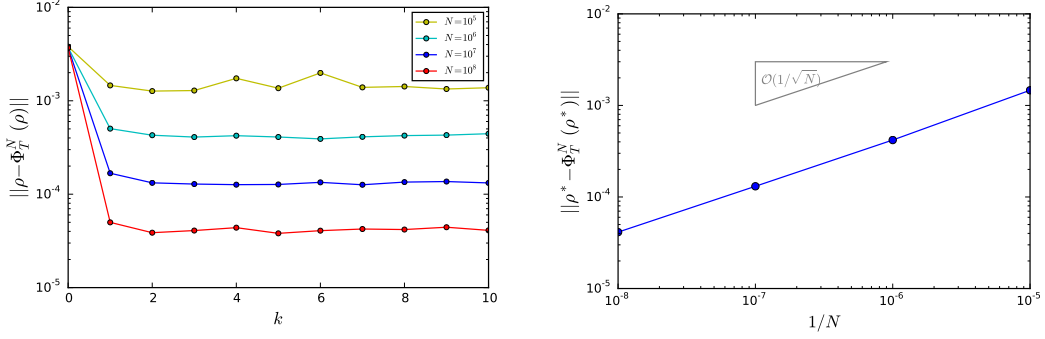 10^{-2}
10^{-3}
10^{-4}
10^{-5}
||ρ−Φ_T^N (ρ)||
0 2 4 6 8 10
k
N=10^5
N=10^6
N=10^7
N=10^8
10^{-2}
10^{-3}
10^{-4}
10^{-5}
||ρ*−Φ_T^N (ρ*)||
O(1/√N)
10^{-8} 10^{-7} 10^{-6} 10^{-5}
1/N